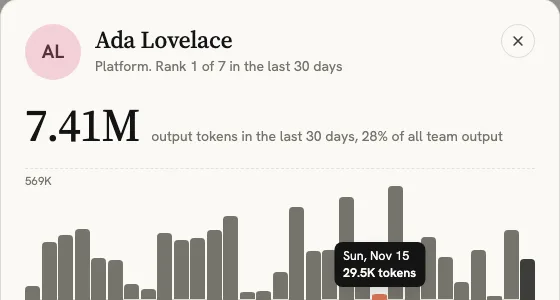 AL
Ada Lovelace
Platform. Rank 1 of 7 in the last 30 days
7.41M output tokens in the last 30 days, 28% of all team output
569K
Sun, Nov 15
29.5K tokens